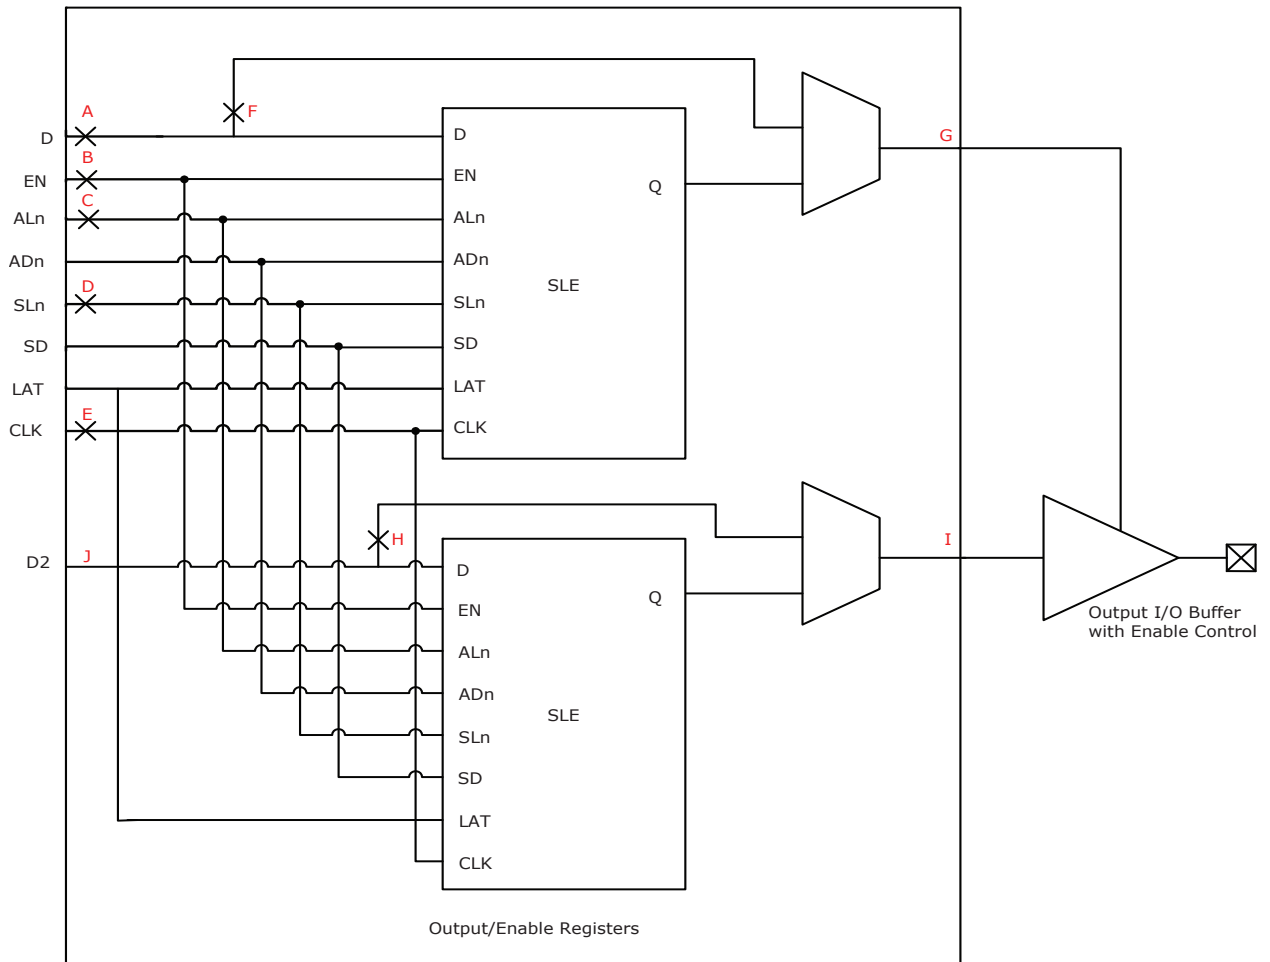 A
F
D
D
G
B
EN
EN
Q
C
ALn
ALn
ADn
ADn
SLE
D
SLn
SLn
SD
SD
LAT
LAT
E
CLK
CLK
J
D2
H
I
D
EN
Q
ALn
ADn
SLE
SLn
SD
LAT
CLK
Output I/O Buffer
with Enable Control
Output/Enable Registers